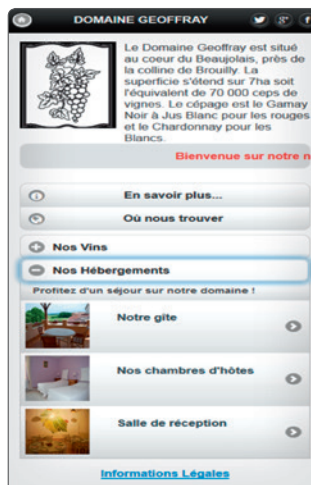 DOMAINE GEOFFRAY
Le Domaine Geoffray est situé
au coeur du Beaujolais, près de
la colline de Brouilly. La
superficie s'étend sur 7ha soit
l'équivalent de 70 000 ceps de
vignes. Le cépage est le Gamay
Noir à Jus Blanc pour les rouges
et le Chardonnay pour les
Blancs.
Bienvenue sur notre n
En savoir plus...
Où nous trouver
Nos Vins
Nos Hébergements
Profitez d'un séjour sur notre domaine !
Notre gîte
Nos chambres d'hôtes
Salle de réception
Informations Légales